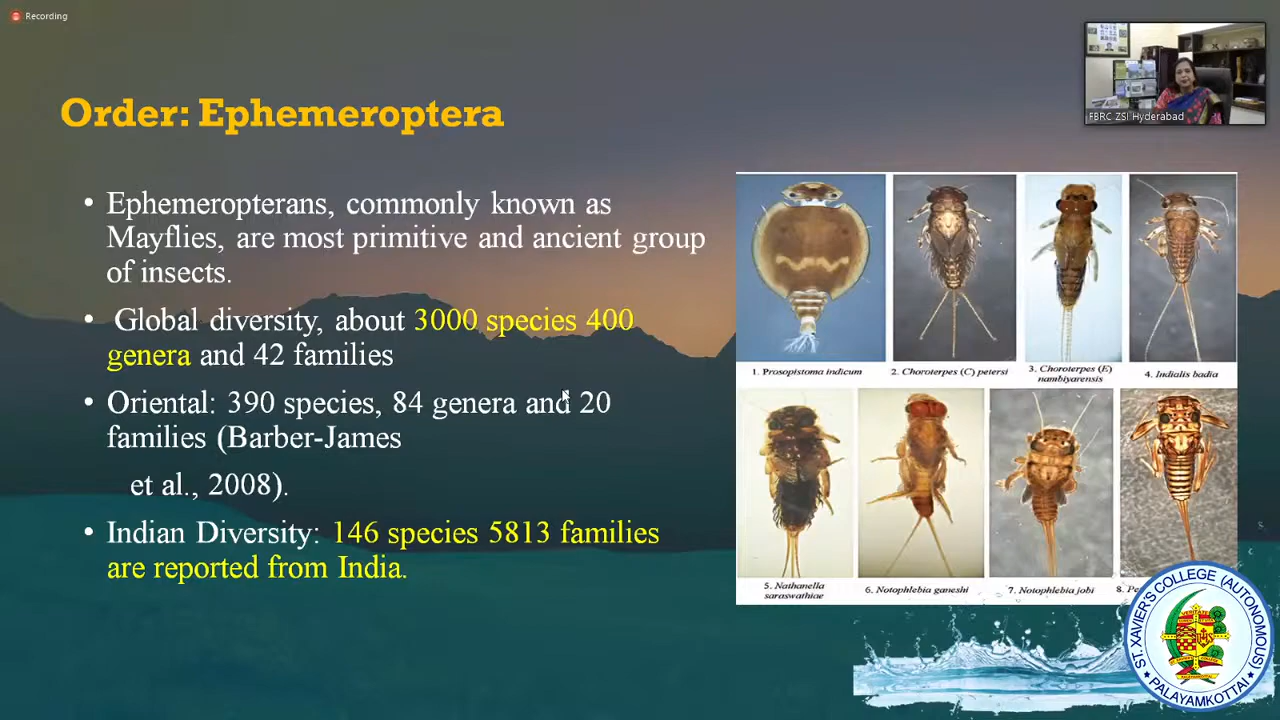 Recording
FBRC ZSI Hyderabad
Order: Ephemeroptera
• Ephemeropterans, commonly known as
Mayflies, are most primitive and ancient group
of insects.
• Global diversity, about 3000 species 400
genera and 42 families
• Oriental: 390 species, 84 genera and 20
families (Barber-James
et al., 2008).
• Indian Diversity: 146 species 5813 families
are reported from India.
1. Prosopistoma indicum
2. Choroterpes (C) petersi
3. Choroterpes (E)
nambiyarensis
4. Indialis badia
5. Nathanella
saraswathiae
6. Notophlebia ganeshi
7. Notophlebia jobi
8. Pe
ST. XAVIER'S COLLEGE (AUTONOMOUS)
PALAYAMKOTTAI